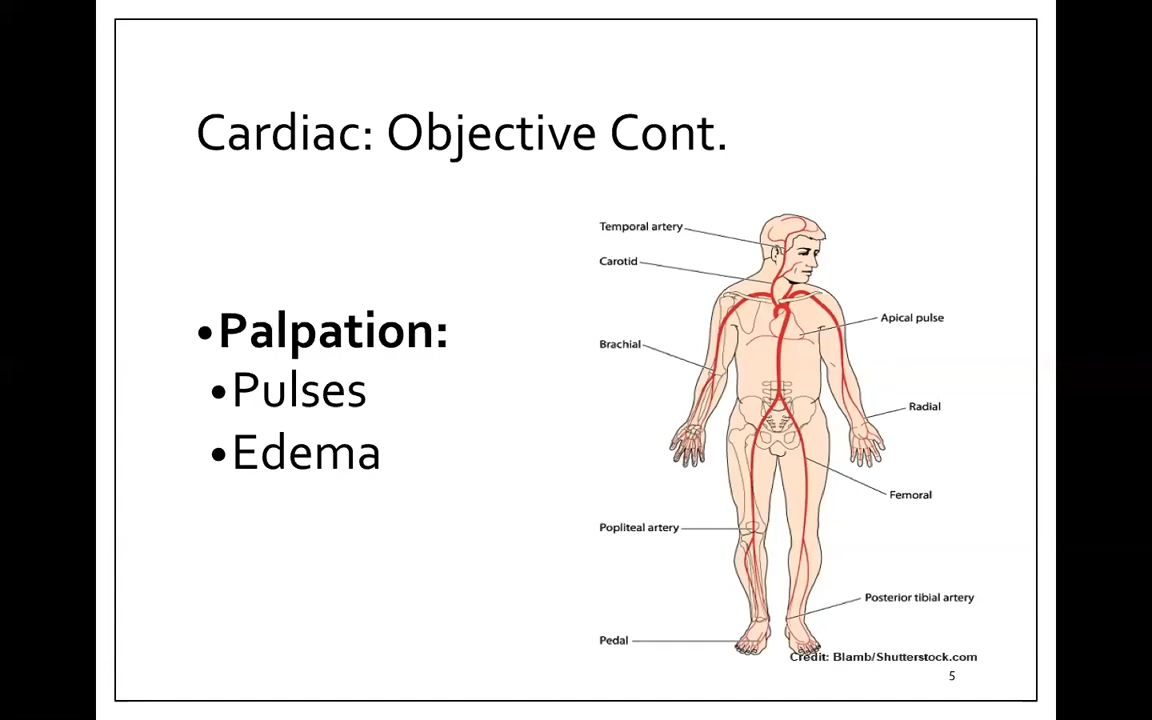 Cardiac: Objective Cont.
•Palpation:
•Pulses
•Edema
Temporal artery
Carotid
Apical pulse
Brachial
Radial
Femoral
Popliteal artery
Posterior tibial artery
Pedal
Credit: Blamb/Shutterstock.com
5